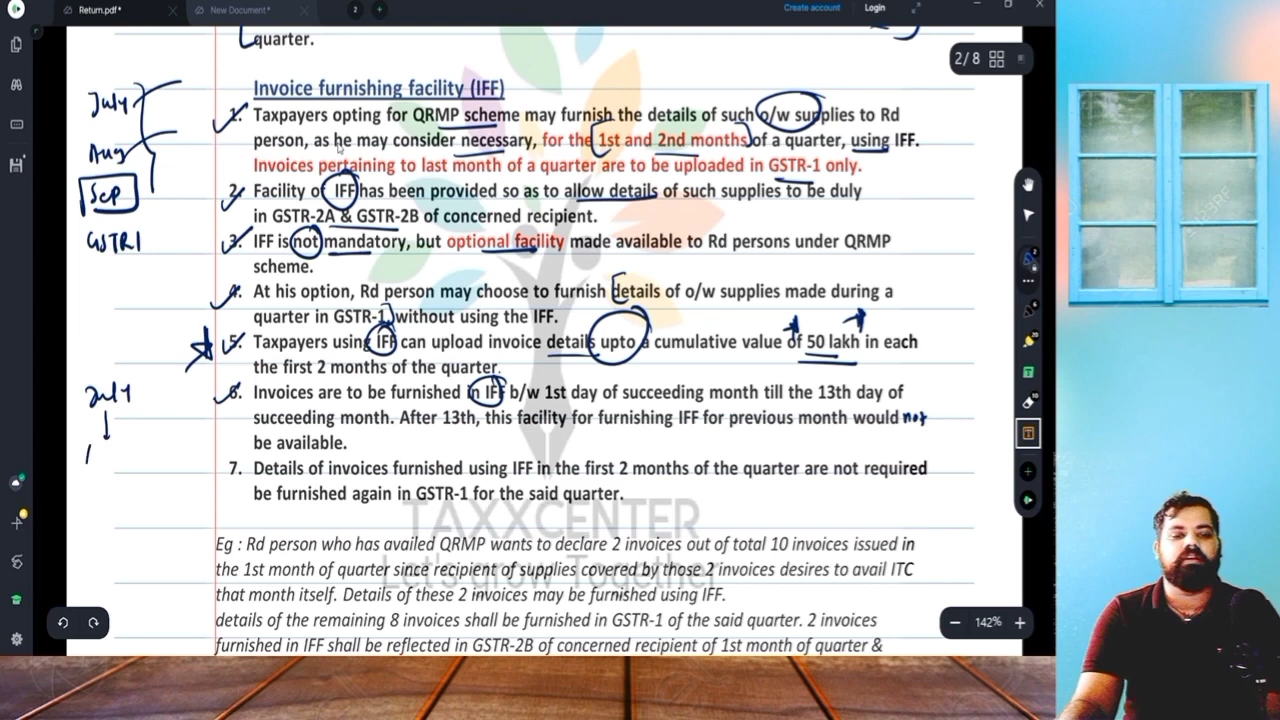 Return.pdf*
New Document*
2
Create account
Login
quarter.
2/8
Invoice furnishing facility (IFF)
July
1. Taxpayers opting for QRMP scheme may furnish the details of such o/w supplies to Rd
Aug
person, as he may consider necessary, for the 1st and 2nd months of a quarter, using IFF.
Invoices pertaining to last month of a quarter are to be uploaded in GSTR-1 only.
Sep
2. Facility of IFF has been provided so as to allow details of such supplies to be duly
in GSTR-2A & GSTR-2B of concerned recipient.
GSTR1
3. IFF is not mandatory, but optional facility made available to Rd persons under QRMP
scheme.
4. At his option, Rd person may choose to furnish details of o/w supplies made during a
quarter in GSTR-1, without using the IFF.
5. Taxpayers using IFF can upload invoice details upto a cumulative value of 50 lakh in each
the first 2 months of the quarter.
July
6. Invoices are to be furnished in IFF b/w 1st day of succeeding month till the 13th day of
succeeding month. After 13th, this facility for furnishing IFF for previous month would not
be available.
7. Details of invoices furnished using IFF in the first 2 months of the quarter are not required
be furnished again in GSTR-1 for the said quarter.
TAXXCENTER
Let's grow Together
Eg : Rd person who has availed QRMP wants to declare 2 invoices out of total 10 invoices issued in
the 1st month of quarter since recipient of supplies covered by those 2 invoices desires to avail ITC
that month itself. Details of these 2 invoices may be furnished using IFF.
details of the remaining 8 invoices shall be furnished in GSTR-1 of the said quarter. 2 invoices
furnished in IFF shall be reflected in GSTR-2B of concerned recipient of 1st month of quarter &
142%